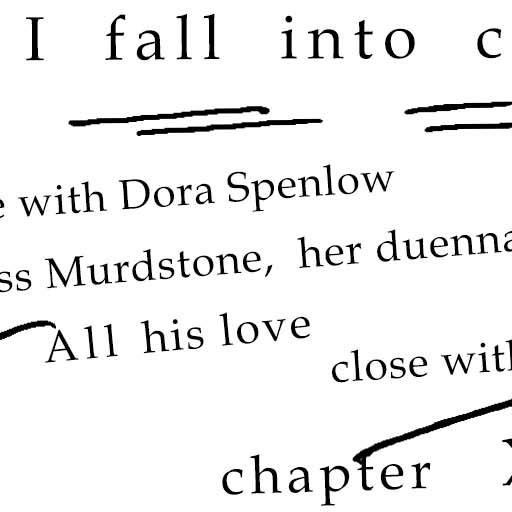 I fall into c
e with Dora Spenlow
ss Murdstone, her duenna
All his love
close with
chapter X